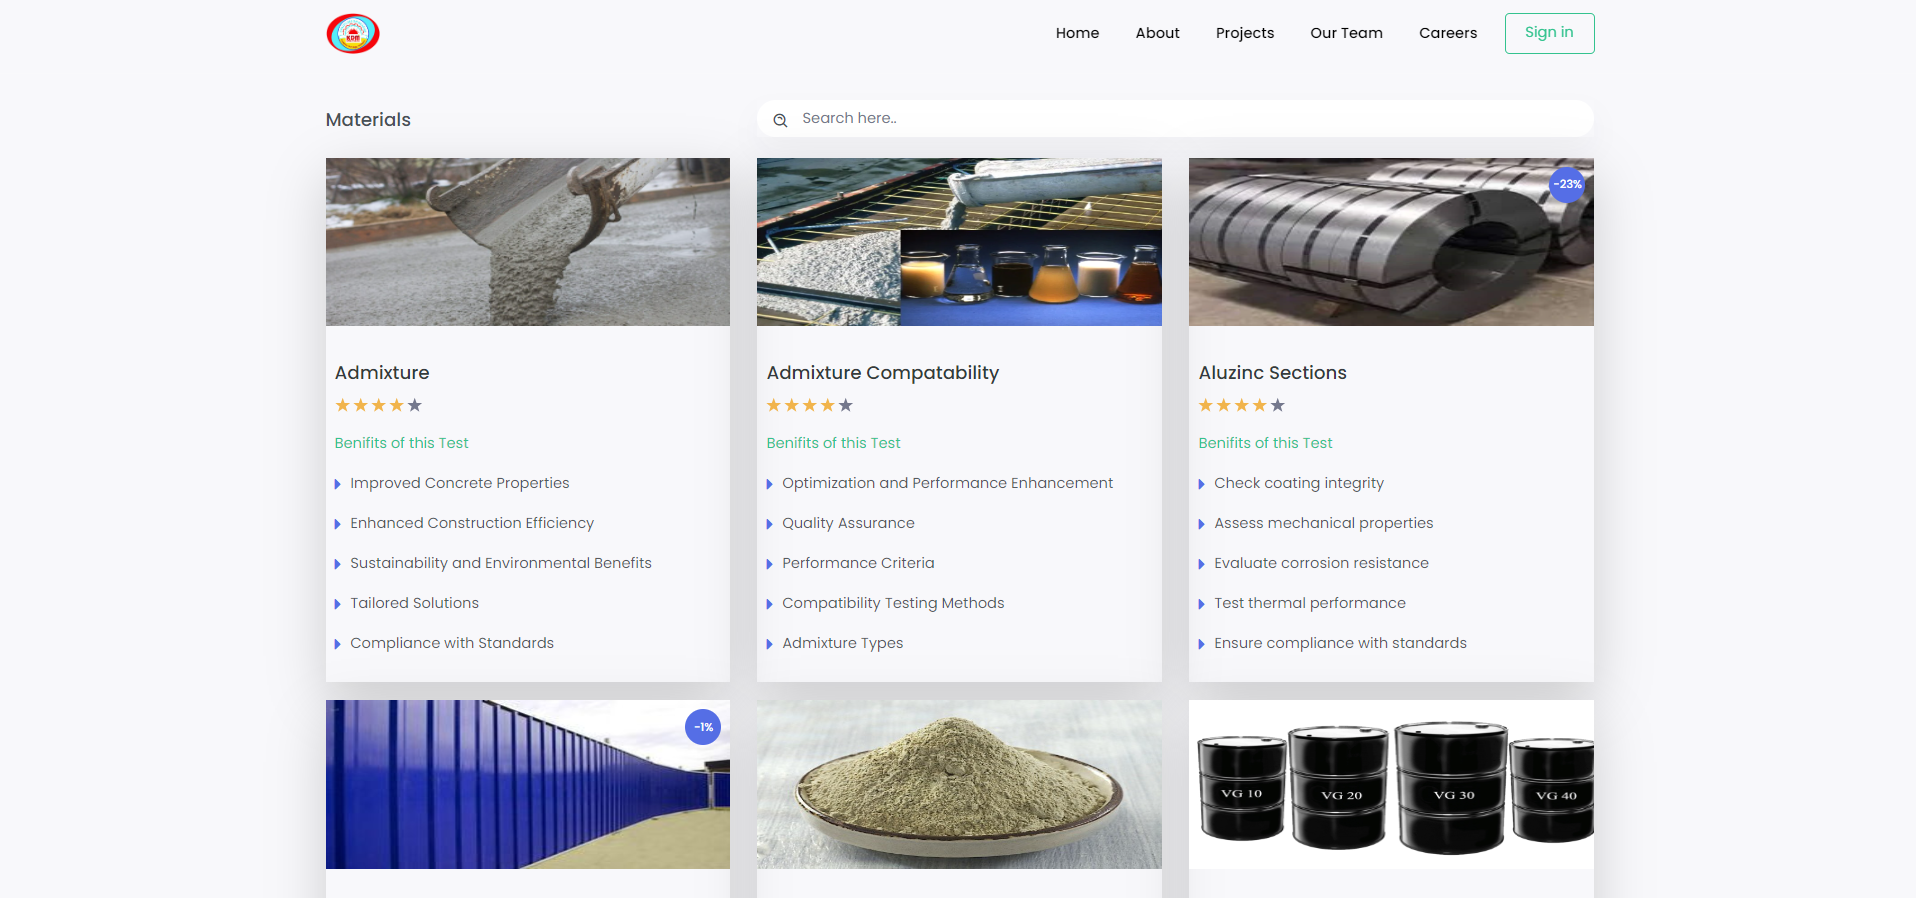 KDM
Home
About
Projects
Our Team
Careers
Sign in
Materials
Search here..
-23%
Admixture
Benifits of this Test
Improved Concrete Properties
Enhanced Construction Efficiency
Sustainability and Environmental Benefits
Tailored Solutions
Compliance with Standards
Admixture Compatability
Benifits of this Test
Optimization and Performance Enhancement
Quality Assurance
Performance Criteria
Compatibility Testing Methods
Admixture Types
Aluzinc Sections
Benifits of this Test
Check coating integrity
Assess mechanical properties
Evaluate corrosion resistance
Test thermal performance
Ensure compliance with standards
-1%
VG 10
VG 20
VG 30
VG 40